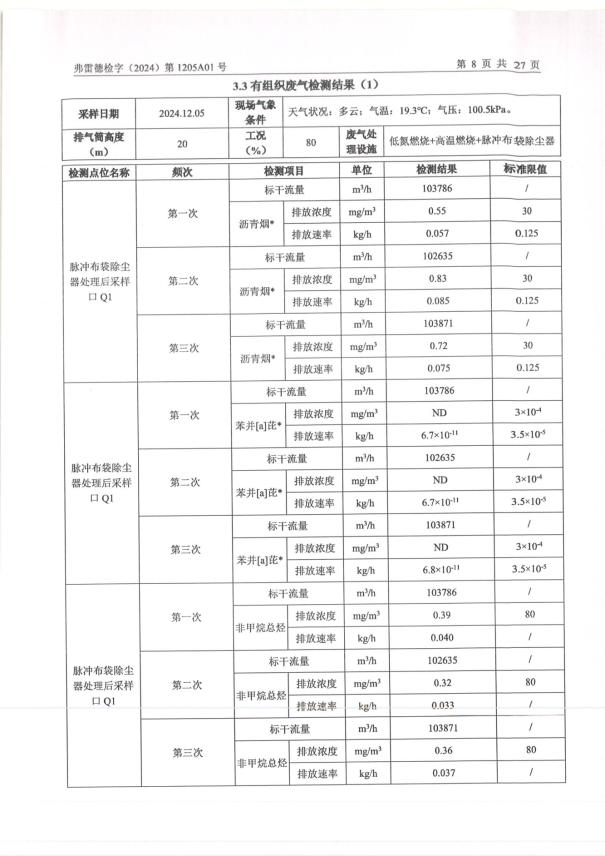 弗雷德检字（2024）第 1205A01 号
第 8 页 共 27 页
3.3 有组织废气检测结果（1）
采样日期 2024.12.05 现场气象条件 天气状况：多云；气温：19.3℃；气压：100.5kPa。
排气筒高度（m） 20 工况（%） 80 废气处理设施 低氮燃烧+高温燃烧+脉冲布袋除尘器
检测点位名称 频次 检测项目 单位 检测结果 标准限值
脉冲布袋除尘器处理后采样口 Q1
第一次 标干流量 m³/h 103786 /
沥青烟* 排放浓度 mg/m³ 0.55 30
排放速率 kg/h 0.057 0.125
第二次 标干流量 m³/h 102635 /
沥青烟* 排放浓度 mg/m³ 0.83 30
排放速率 kg/h 0.085 0.125
第三次 标干流量 m³/h 103871 /
沥青烟* 排放浓度 mg/m³ 0.72 30
排放速率 kg/h 0.075 0.125
脉冲布袋除尘器处理后采样口 Q1
第一次 标干流量 m³/h 103786 /
苯并[a]芘* 排放浓度 mg/m³ ND 3×10⁻⁴
排放速率 kg/h 6.7×10⁻¹¹ 3.5×10⁻⁵
第二次 标干流量 m³/h 102635 /
苯并[a]芘* 排放浓度 mg/m³ ND 3×10⁻⁴
排放速率 kg/h 6.7×10⁻¹¹ 3.5×10⁻⁵
第三次 标干流量 m³/h 103871 /
苯并[a]芘* 排放浓度 mg/m³ ND 3×10⁻⁴
排放速率 kg/h 6.8×10⁻¹¹ 3.5×10⁻⁵
脉冲布袋除尘器处理后采样口 Q1
第一次 标干流量 m³/h 103786 /
非甲烷总烃 排放浓度 mg/m³ 0.39 80
排放速率 kg/h 0.040 /
第二次 标干流量 m³/h 102635 /
非甲烷总烃 排放浓度 mg/m³ 0.32 80
排放速率 kg/h 0.033 /
第三次 标干流量 m³/h 103871 /
非甲烷总烃 排放浓度 mg/m³ 0.36 80
排放速率 kg/h 0.037 /